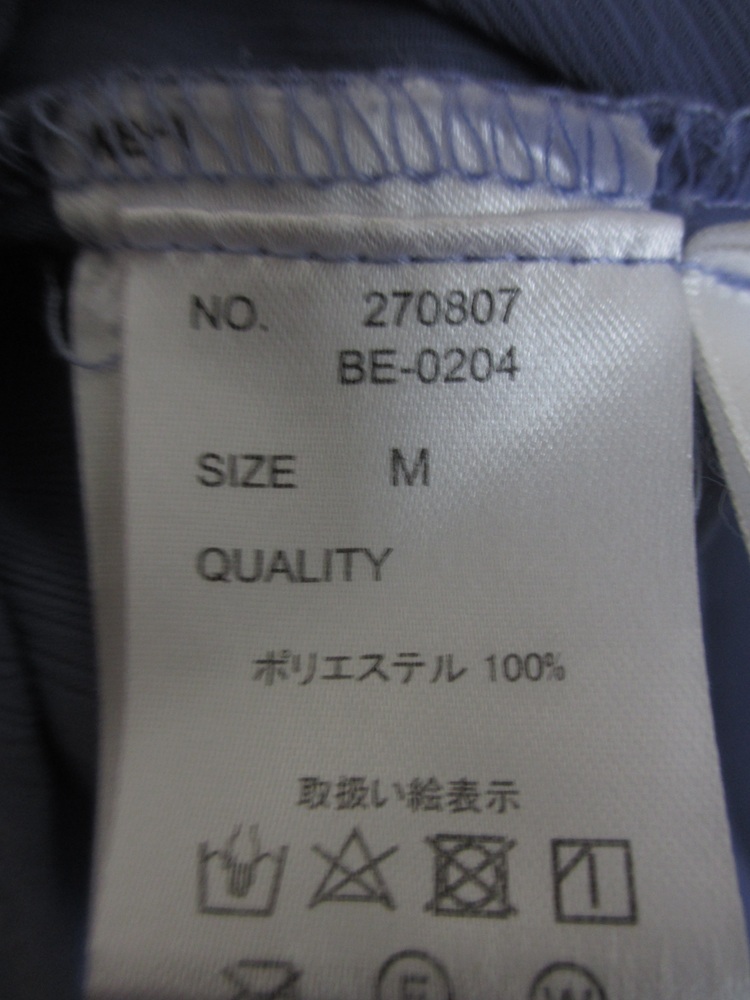 NO. 270807
BE-0204
SIZE M
QUALITY
ポリエステル 100%
取扱い絵表示